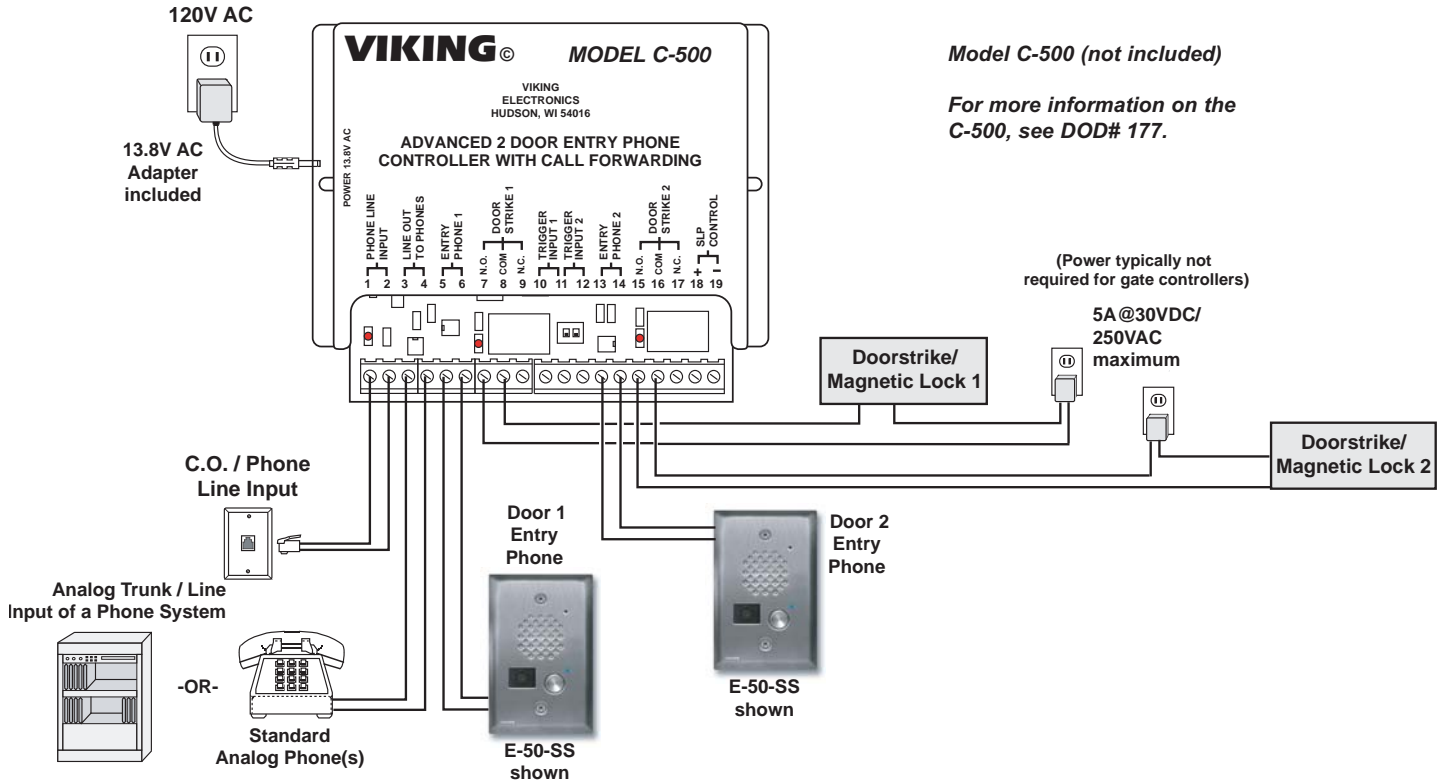 120V AC
13.8V AC
Adapter
included
VIKING©
MODEL C-500
VIKING
ELECTRONICS
HUDSON, WI 54016
ADVANCED 2 DOOR ENTRY PHONE
CONTROLLER WITH CALL FORWARDING
POWER 13.8V AC
PHONE LINE
INPUT
LINE OUT
TO PHONES
ENTRY
PHONE 1
DOOR
STRIKE 1
N.O.
COM
N.C.
TRIGGER
INPUT 1
TRIGGER
INPUT 2
ENTRY
PHONE 2
DOOR
STRIKE 2
N.O.
COM
N.C.
SLP
CONTROL
+
–
1 2 3 4 5 6 7 8 9 10 11 12 13 14 15 16 17 18 19
Model C-500 (not included)
For more information on the
C-500, see DOD# 177.
(Power typically not
required for gate controllers)
5A@30VDC/
250VAC
maximum
Doorstrike/
Magnetic Lock 1
Doorstrike/
Magnetic Lock 2
C.O. / Phone
Line Input
Analog Trunk / Line
Input of a Phone System
-OR-
Standard
Analog Phone(s)
Door 1
Entry
Phone
E-50-SS
shown
Door 2
Entry
Phone
E-50-SS
shown